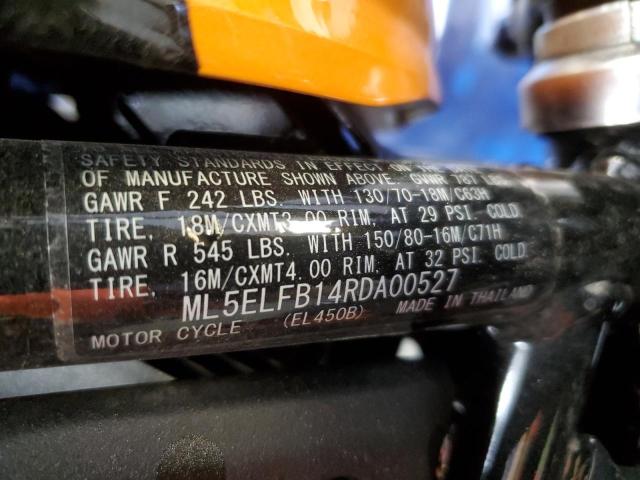 SAFETY STANDARDS IN EFFECT ON
OF MANUFACTURE SHOWN ABOVE. GVWR 787 LBS
GAWR F 242 LBS. WITH 130/70-18M/C63H
TIRE, 18M/CXMT3.00 RIM, AT 29 PSI. COLD
GAWR R 545 LBS. WITH 150/80-16M/C71H
TIRE, 16M/CXMT4.00 RIM, AT 32 PSI. COLD
ML5ELFB14RDA00527
MOTOR CYCLE (EL450B) MADE IN THAILAND